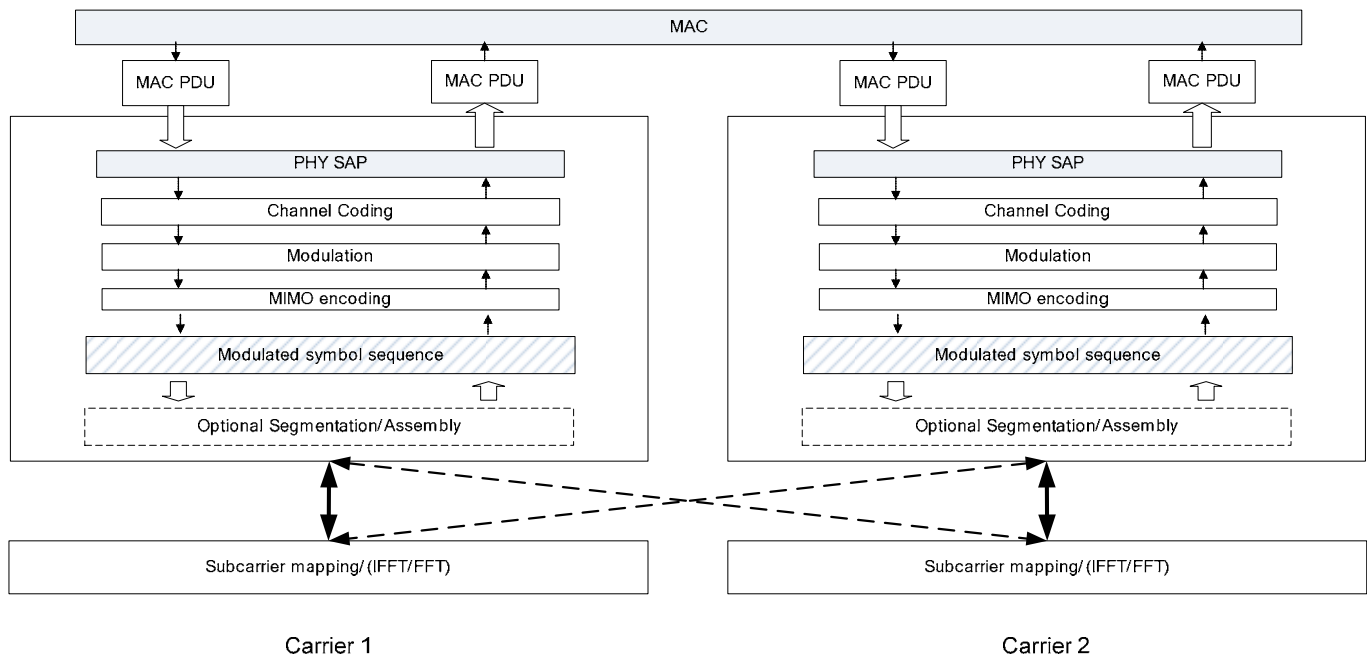 MAC
MAC PDU
MAC PDU
MAC PDU
MAC PDU
PHY SAP
Channel Coding
Modulation
MIMO encoding
Modulated symbol sequence
Optional Segmentation/Assembly
PHY SAP
Channel Coding
Modulation
MIMO encoding
Modulated symbol sequence
Optional Segmentation/Assembly
Subcarrier mapping/ (IFFT/FFT)
Subcarrier mapping/ (IFFT/FFT)
Carrier 1
Carrier 2